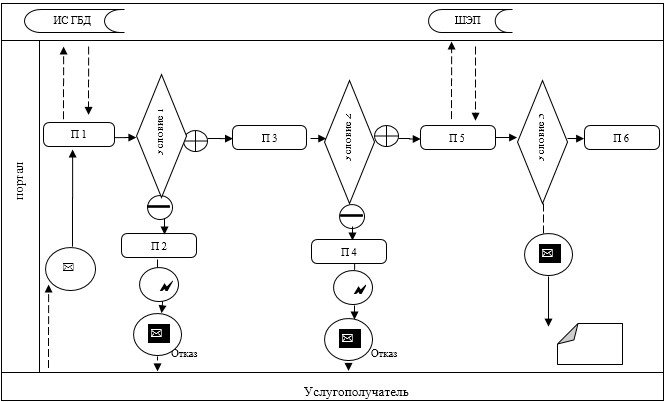 ИС ГБД
ШЭП
портал
П 1
Условие 1
П 3
Условие 2
П 5
Условие 3
П 6
П 2
П 4
Отказ
Отказ
Услугополучатель